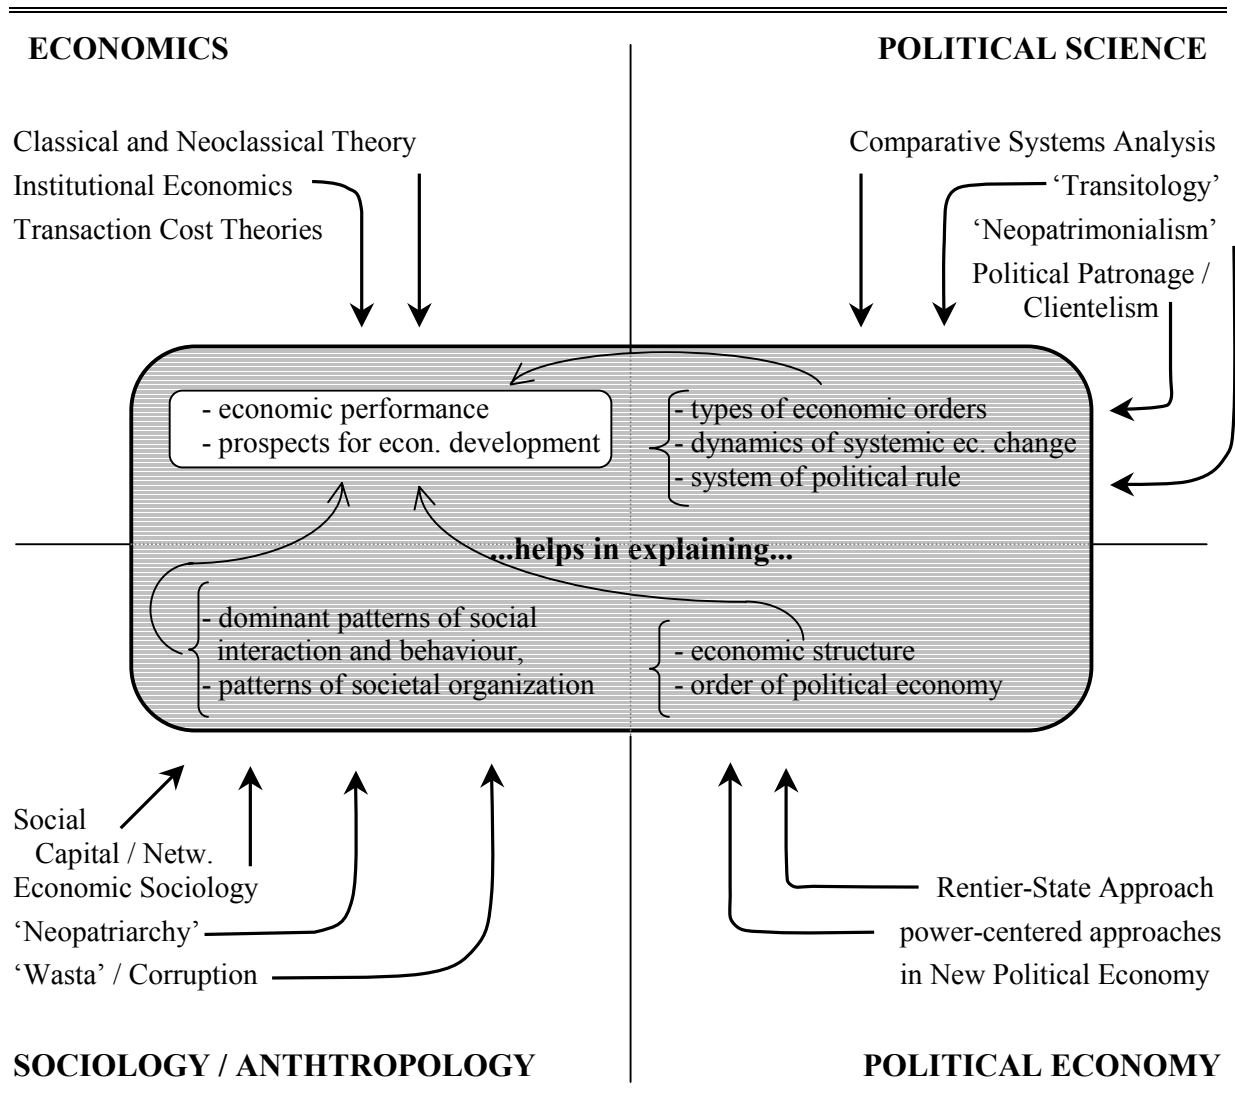 ECONOMICS
POLITICAL SCIENCE
Classical and Neoclassical Theory
Institutional Economics
Transaction Cost Theories
Comparative Systems Analysis
‘Transitology’
‘Neopatrimonialism’
Political Patronage /
Clientelism
- economic performance
- prospects for econ. development
- types of economic orders
- dynamics of systemic ec. change
- system of political rule
...helps in explaining...
- dominant patterns of social
interaction and behaviour,
- patterns of societal organization
- economic structure
- order of political economy
Social
Capital / Netw.
Economic Sociology
‘Neopatriarchy’
‘Wasta’ / Corruption
Rentier-State Approach
power-centered approaches
in New Political Economy
SOCIOLOGY / ANTHTROPOLOGY
POLITICAL ECONOMY